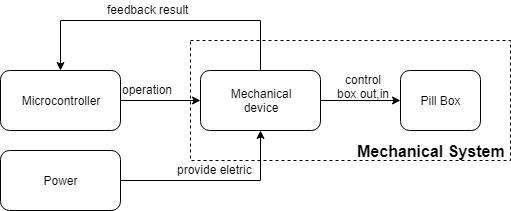 feedback result
Microcontroller
operation
Mechanical
device
control
box out,in
Pill Box
Mechanical System
Power
provide eletric